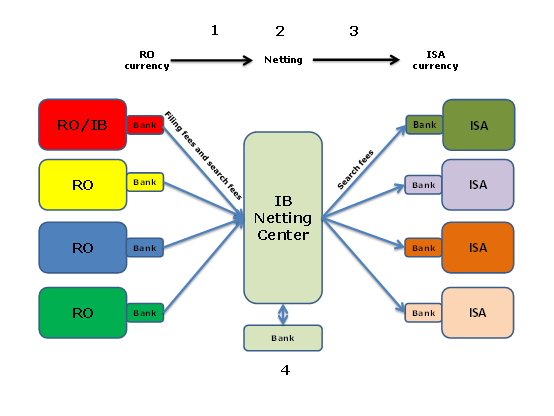 1 2 3
RO
currency
Netting
ISA
currency
RO/IB
Bank
Filing fees and search fees
Search fees
Bank
ISA
RO
Bank
IB
Netting
Center
Bank
ISA
RO
Bank
Bank
ISA
RO
Bank
Bank
ISA
Bank
4